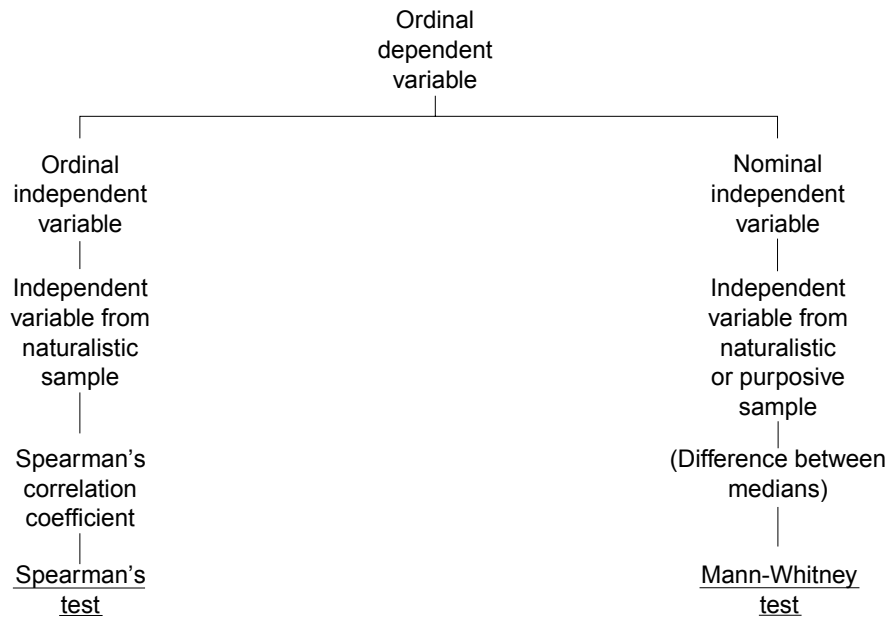 Ordinal
dependent
variable
Ordinal
independent
variable
Independent
variable from
naturalistic
sample
Spearman’s
correlation
coefficient
Spearman’s
test
Nominal
independent
variable
Independent
variable from
naturalistic
or purposive
sample
(Difference between
medians)
Mann-Whitney
test